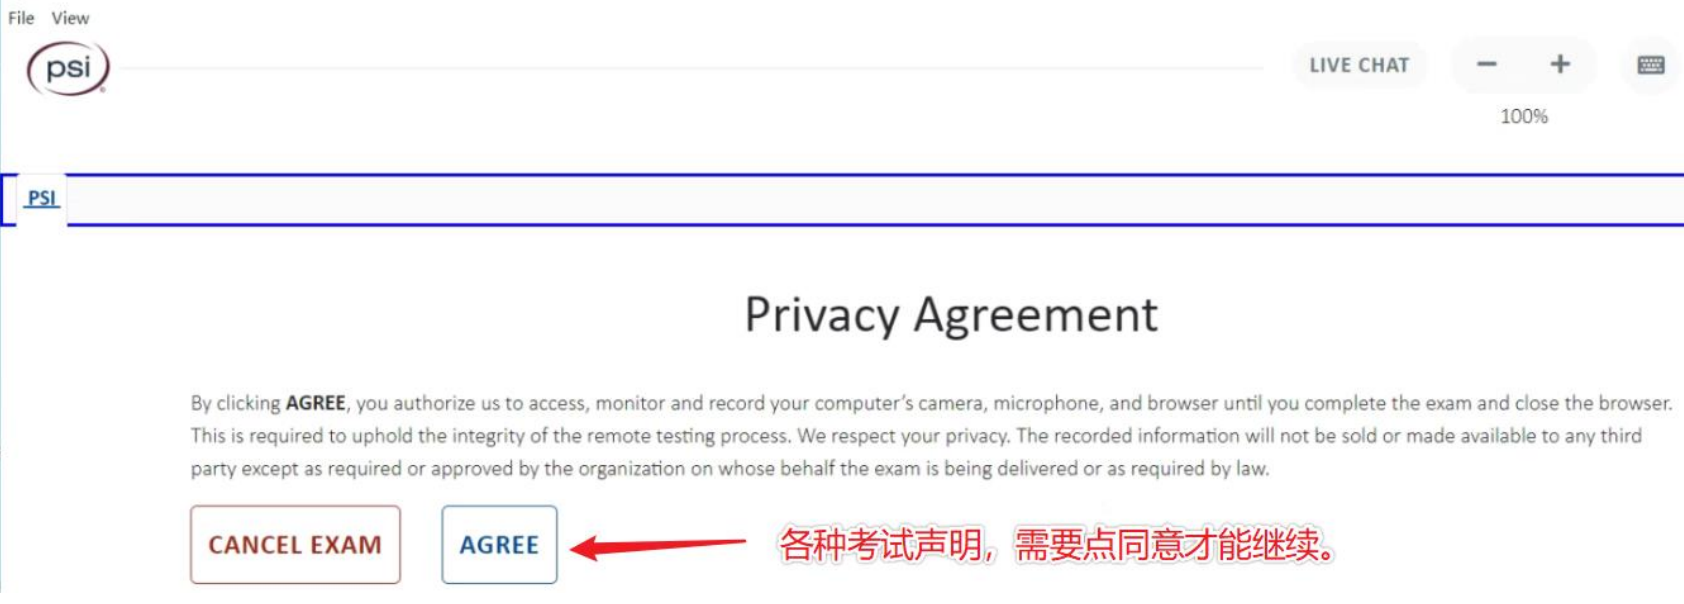 File View
psi
LIVE CHAT
100%
PSI
Privacy Agreement
By clicking AGREE, you authorize us to access, monitor and record your computer's camera, microphone, and browser until you complete the exam and close the browser.
This is required to uphold the integrity of the remote testing process. We respect your privacy. The recorded information will not be sold or made available to any third
party except as required or approved by the organization on whose behalf the exam is being delivered or as required by law.
CANCEL EXAM AGREE 各种考试声明，需要点同意才能继续。